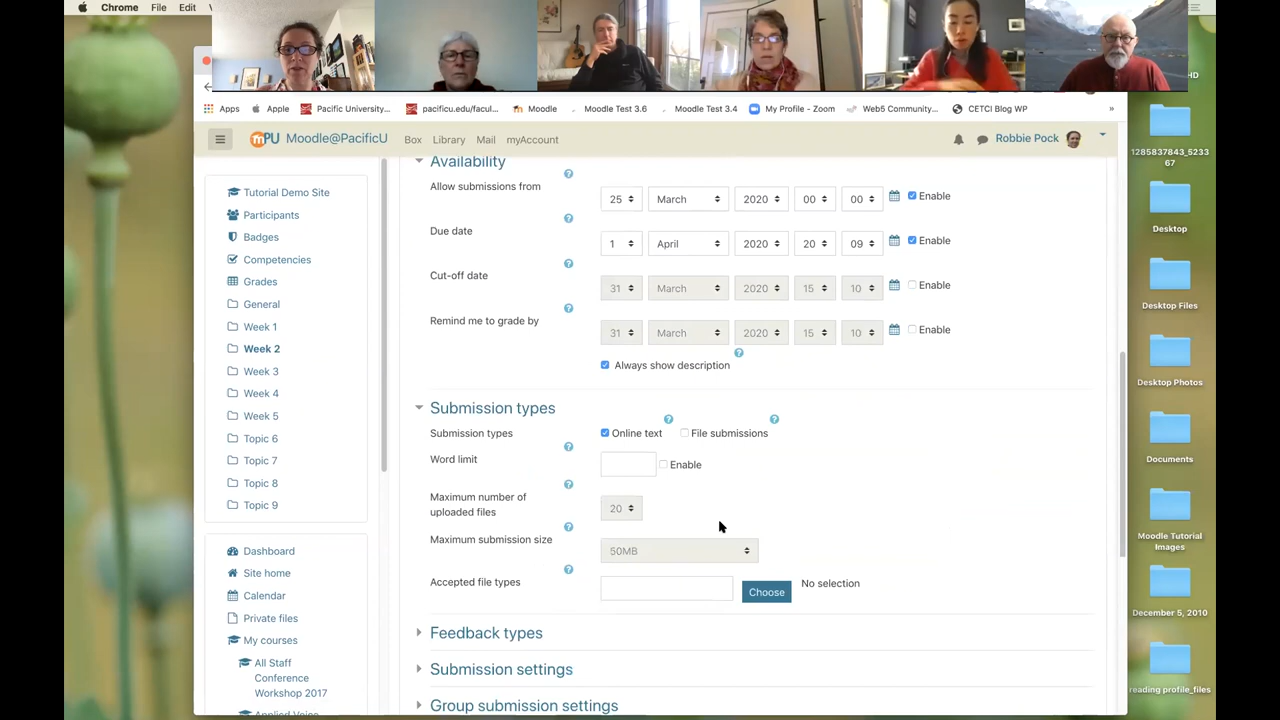 Chrome File Edit
HD
Apps Apple Pacific University... pacificu.edu/facul... Moodle Moodle Test 3.6 Moodle Test 3.4 My Profile - Zoom Web5 Community... CETCI Blog WP »
mPU Moodle@PacificU Box Library Mail myAccount Robbie Pock
Tutorial Demo Site
Participants
Badges
Competencies
Grades
General
Week 1
Week 2
Week 3
Week 4
Week 5
Topic 6
Topic 7
Topic 8
Topic 9
Dashboard
Site home
Calendar
Private files
My courses
All Staff
Conference
Workshop 2017
Applied Voice
Availability
Allow submissions from 25 March 2020 00 00 Enable
Due date 1 April 2020 20 09 Enable
Cut-off date 31 March 2020 15 10 Enable
Remind me to grade by 31 March 2020 15 10 Enable
Always show description
Submission types
Submission types Online text File submissions
Word limit Enable
Maximum number of
uploaded files 20
Maximum submission size 50MB
Accepted file types Choose No selection
Feedback types
Submission settings
Group submission settings
1285837843_5233
67
Desktop
Desktop Files
Desktop Photos
Documents
Moodle Tutorial
Images
December 5, 2010
reading profile_files